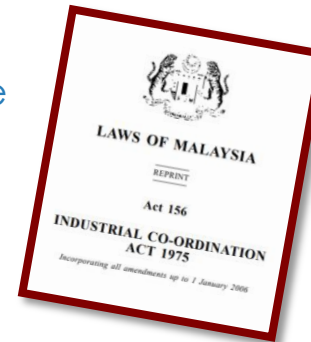 e
LAWS OF MALAYSIA
REPRINT
Act 156
INDUSTRIAL CO-ORDINATION
ACT 1975
Incorporating all amendments up to 1 January 2006